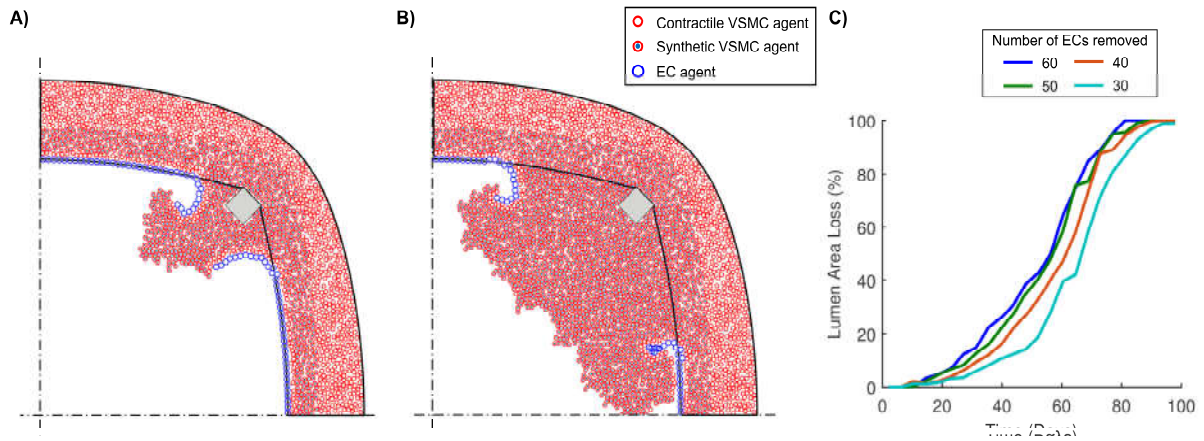 A)
B)
Contractile VSMC agent
Synthetic VSMC agent
EC agent
C)
Number of ECs removed
60 40
50 30
Lumen Area Loss (%)
100
80
60
40
20
0
0 20 40 60 80 100